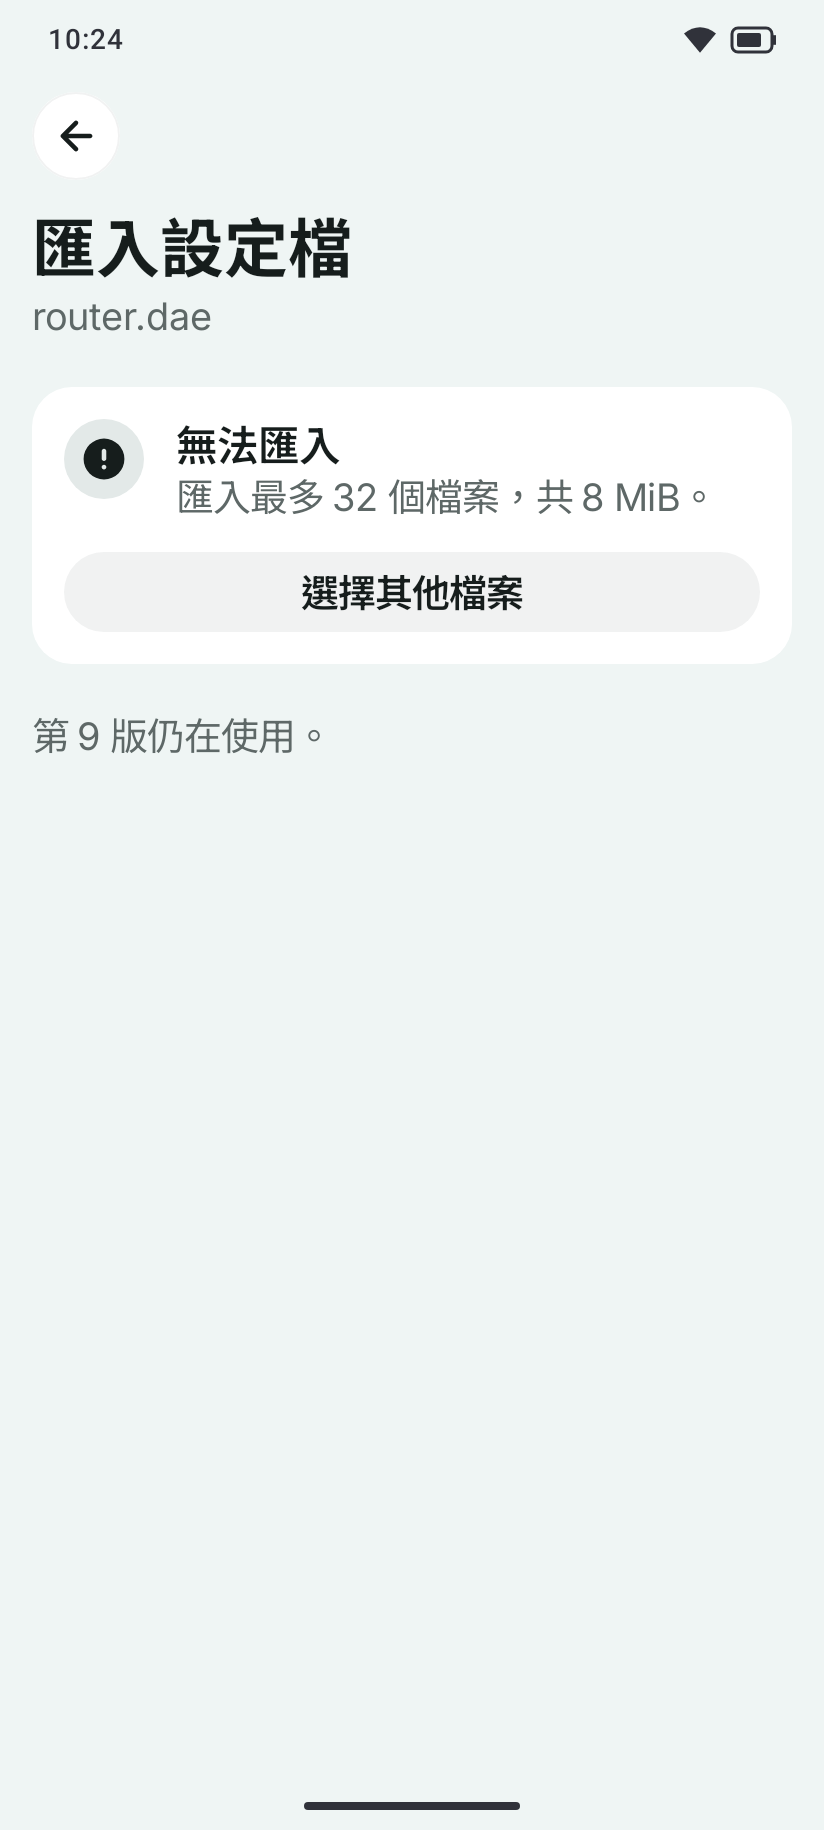 10:24
匯入設定檔
router.dae
無法匯入
匯入最多 32 個檔案，共 8 MiB。
選擇其他檔案
第 9 版仍在使用。